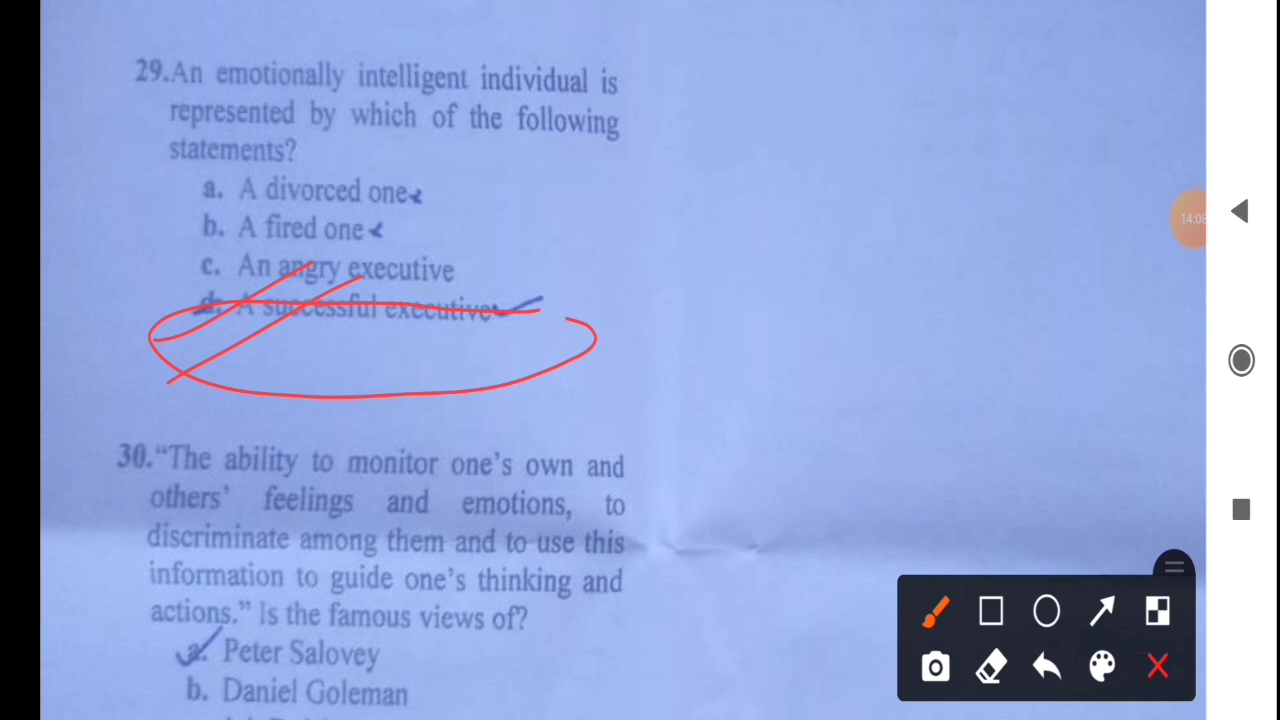 29.An emotionally intelligent individual is
represented by which of the following
statements?
a. A divorced one
b. A fired one
c. An angry executive
d. A successful executive
14:08
30.“The ability to monitor one's own and
others' feelings and emotions, to
discriminate among them and to use this
information to guide one's thinking and
actions.” Is the famous views of?
a. Peter Salovey
b. Daniel Goleman